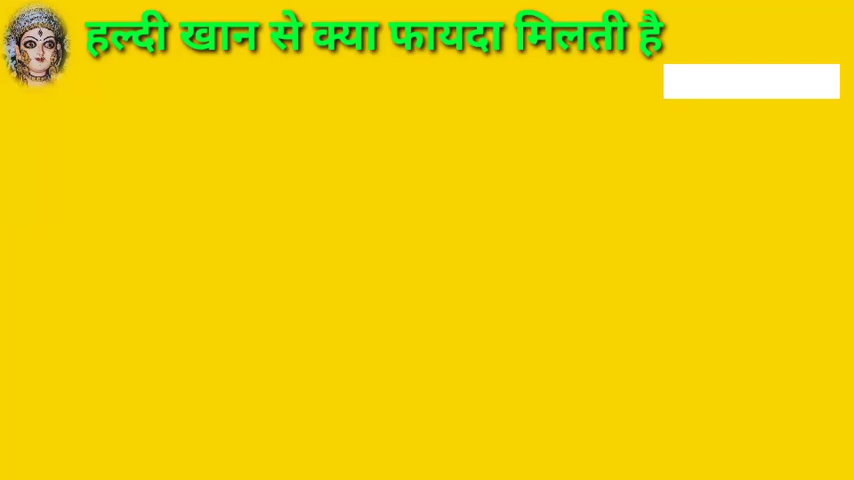 हल्दी खान से क्या फायदा मिलती है